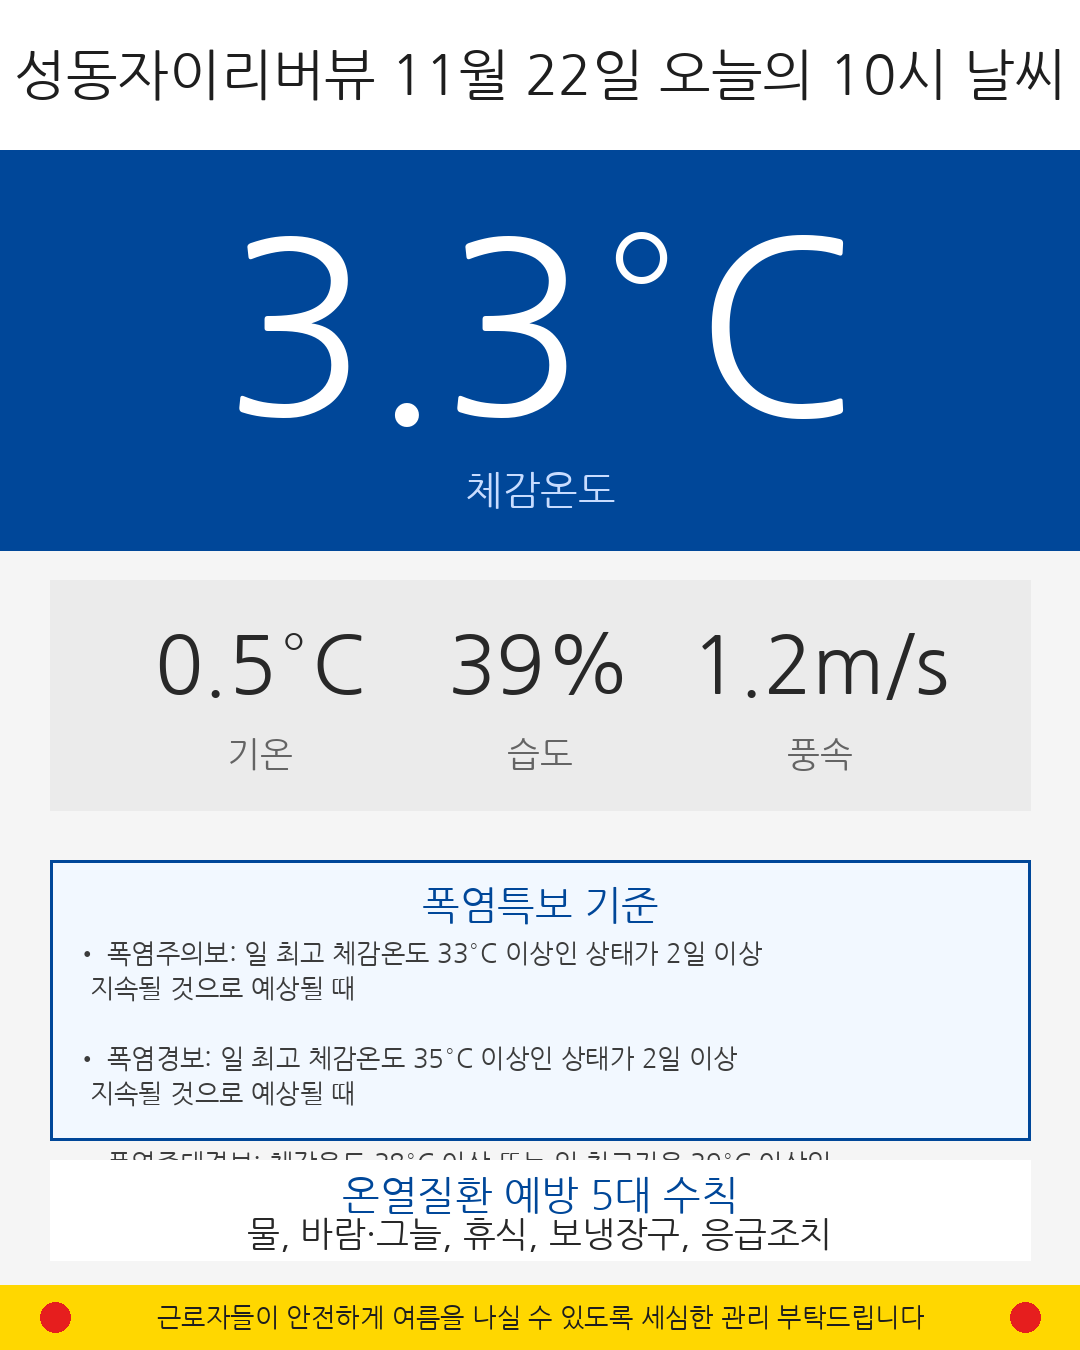 성동자이리버뷰 11월 22일 오늘의 10시 날씨
3.3°C
체감온도
0.5°C 39% 1.2m/s
기온 습도 풍속
폭염특보 기준
• 폭염주의보: 일 최고 체감온도 33°C 이상인 상태가 2일 이상
지속될 것으로 예상될 때
• 폭염경보: 일 최고 체감온도 35°C 이상인 상태가 2일 이상
지속될 것으로 예상될 때
온열질환 예방 5대 수칙
물, 바람·그늘, 휴식, 보냉장구, 응급조치
근로자들이 안전하게 여름을 나실 수 있도록 세심한 관리 부탁드립니다